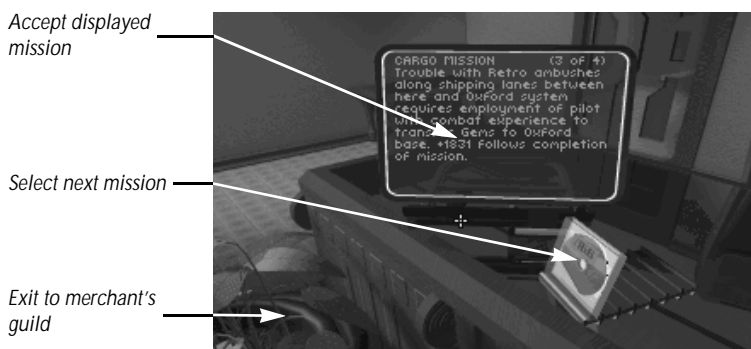 Accept displayed
mission
CARGO MISSION (3 of 4)
Trouble with Retro ambushes
along shipping lanes between
here and Oxford system
requires employment of pilot
with combat experience to
Gems to Oxford
base. +1831 follows completion
of mission.
Select next mission
Exit to merchant's
guild